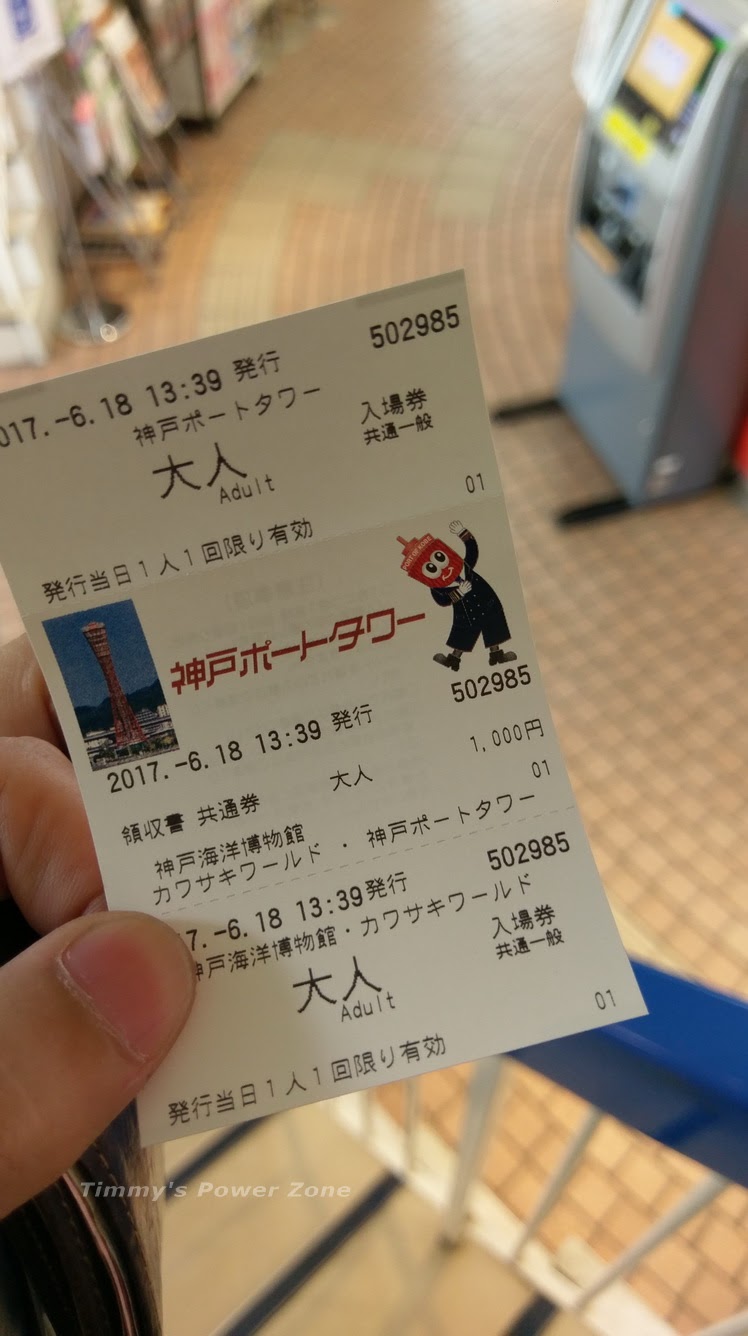 502985
017.-6.18 13:39 発行
神戸ポートタワー
入場券
共通一般
大人
Adult
01
発行当日1人1回限り有効
PORT OF KOBE
神戸ポートタワー
502985
2017.-6.18 13:39 発行
大人
1,000円
領収書 共通券
01
神戸海洋博物館
カワサキワールド ・ 神戸ポートタワー
502985
7.-6.18 13:39発行
神戸海洋博物館・カワサキワールド
入場券
共通一般
大人
Adult
01
発行当日1人1回限り有効
Timmy's Power Zone